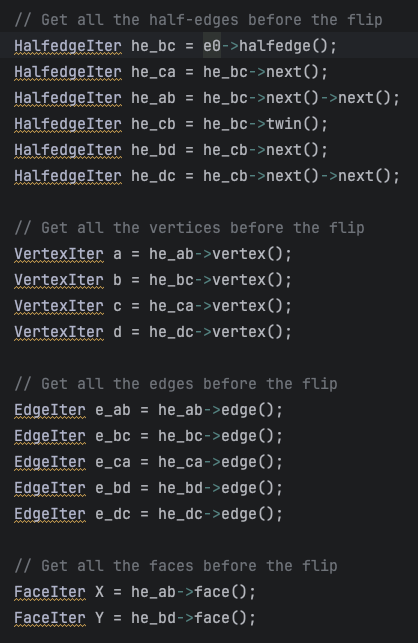 // Get all the half-edges before the flip
HalfedgeIter he_bc = e0->halfedge();
HalfedgeIter he_ca = he_bc->next();
HalfedgeIter he_ab = he_bc->next()->next();
HalfedgeIter he_cb = he_bc->twin();
HalfedgeIter he_bd = he_cb->next();
HalfedgeIter he_dc = he_cb->next()->next();
// Get all the vertices before the flip
VertexIter a = he_ab->vertex();
VertexIter b = he_bc->vertex();
VertexIter c = he_ca->vertex();
VertexIter d = he_dc->vertex();
// Get all the edges before the flip
EdgeIter e_ab = he_ab->edge();
EdgeIter e_bc = he_bc->edge();
EdgeIter e_ca = he_ca->edge();
EdgeIter e_bd = he_bd->edge();
EdgeIter e_dc = he_dc->edge();
// Get all the faces before the flip
FaceIter X = he_ab->face();
FaceIter Y = he_bd->face();